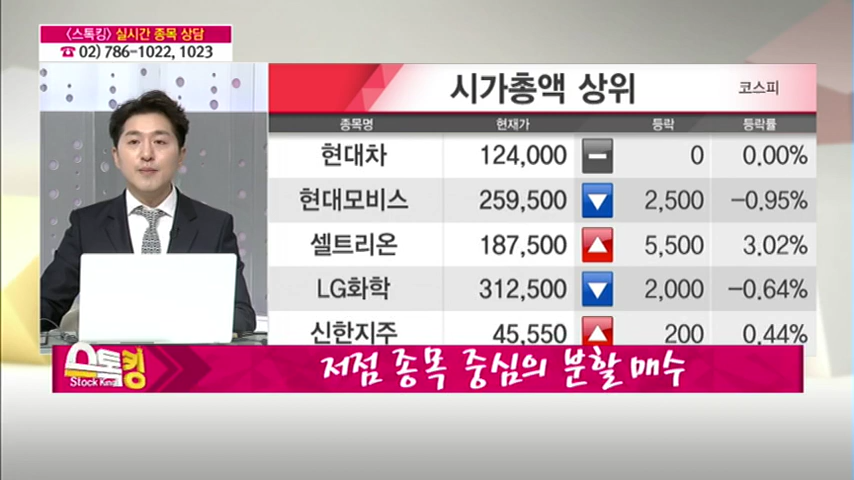 〈스톡킹〉 실시간 종목 상담
☎ 02) 786-1022, 1023
시가총액 상위 코스피
종목명 현재가 등락 등락률
현대차 124,000 0 0.00%
현대모비스 259,500 ▼ 2,500 -0.95%
셀트리온 187,500 ▲ 5,500 3.02%
LG화학 312,500 ▼ 2,000 -0.64%
신한지주 45,550 ▲ 200 0.44%
스톡킹
Stock King
저점 종목 중심의 분할 매수